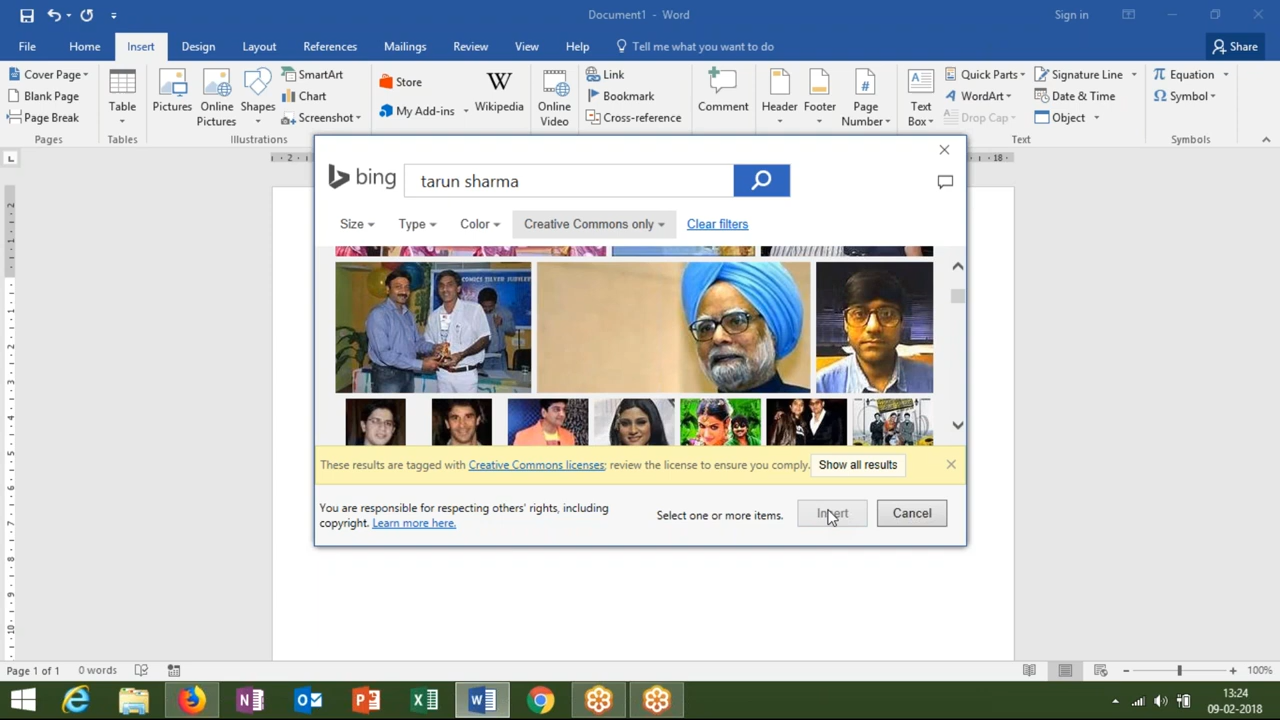 Document1 - Word
Sign in
File Home Insert Design Layout References Mailings Review View Help Tell me what you want to do Share
Cover Page
Blank Page
Page Break
Pages
Table
Tables
Pictures
Online Pictures
Shapes
SmartArt
Chart
Screenshot
Illustrations
Store
My Add-ins
Wikipedia
Online Video
Link
Bookmark
Cross-reference
Comment
Header
Footer
Page Number
Text Box
Quick Parts
WordArt
Drop Cap
Signature Line
Date & Time
Object
Text
Equation
Symbol
Symbols
bing
tarun sharma
Size Type Color Creative Commons only Clear filters
COMICS SILVER JUBILEE
These results are tagged with Creative Commons licenses; review the license to ensure you comply. Show all results
You are responsible for respecting others' rights, including
copyright. Learn more here.
Select one or more items.
Insert
Cancel
Page 1 of 1 0 words
100%
13:24
09-02-2018